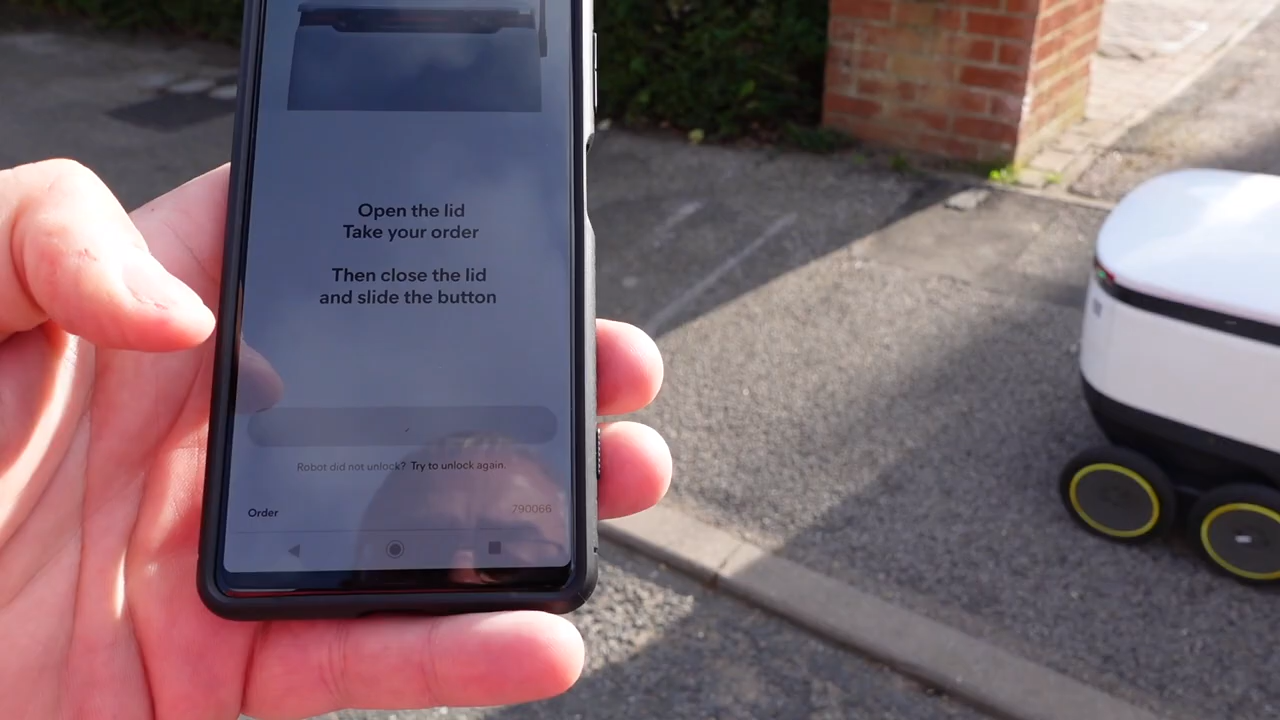 Open the lid
Take your order
Then close the lid
and slide the button
Robot did not unlock? Try to unlock again.
Order
790066